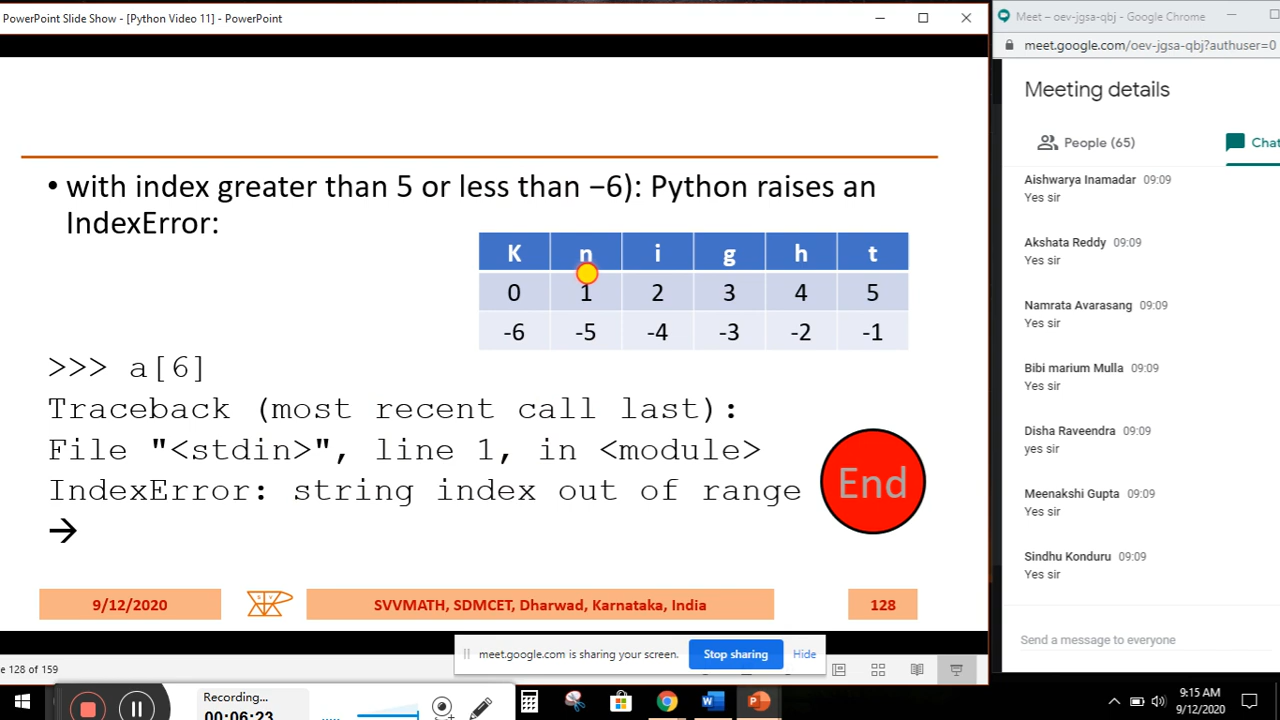 PowerPoint Slide Show - [Python Video 11] - PowerPoint
Meet – oev-jgsa-qbj - Google Chrome
meet.google.com/oev-jgsa-qbj?authuser=0
Meeting details
People (65)
Chat
• with index greater than 5 or less than −6): Python raises an
IndexError:
K n i g h t
0 1 2 3 4 5
-6 -5 -4 -3 -2 -1
>>> a[6]
Traceback (most recent call last):
File "<stdin>", line 1, in <module>
IndexError: string index out of range
→
End
9/12/2020
SVVMATH, SDMCET, Dharwad, Karnataka, India
128
Aishwarya Inamadar 09:09
Yes sir
Akshata Reddy 09:09
Yes sir
Namrata Avarasang 09:09
Yes sir
Bibi marium Mulla 09:09
Yes sir
Disha Raveendra 09:09
yes sir
Meenakshi Gupta 09:09
Yes sir
Sindhu Konduru 09:09
Yes sir
Send a message to everyone
meet.google.com is sharing your screen.
Stop sharing
Hide
e 128 of 159
Recording...
00:06:23
9:15 AM
9/12/2020